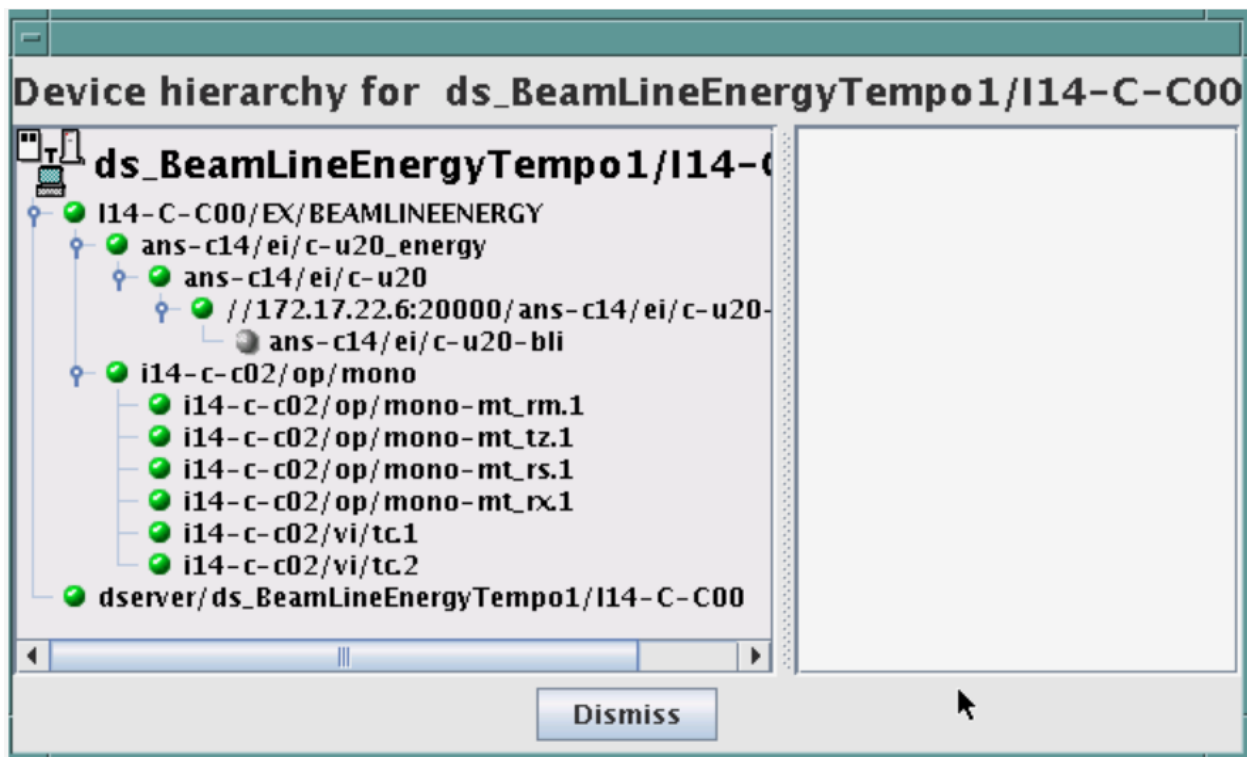 Device hierarchy for ds_BeamLineEnergyTempo1/I14-C-C00
ds_BeamLineEnergyTempo1/I14-
I14-C-C00/EX/BEAMLINEENERGY
ans-c14/ei/c-u20_energy
ans-c14/ei/c-u20
//172.17.22.6:20000/ans-c14/ei/c-u20-
ans-c14/ei/c-u20-bli
i14-c-c02/op/mono
i14-c-c02/op/mono-mt_rm.1
i14-c-c02/op/mono-mt_tz.1
i14-c-c02/op/mono-mt_rs.1
i14-c-c02/op/mono-mt_rx.1
i14-c-c02/vi/tc.1
i14-c-c02/vi/tc.2
dserver/ds_BeamLineEnergyTempo1/I14-C-C00
Dismiss